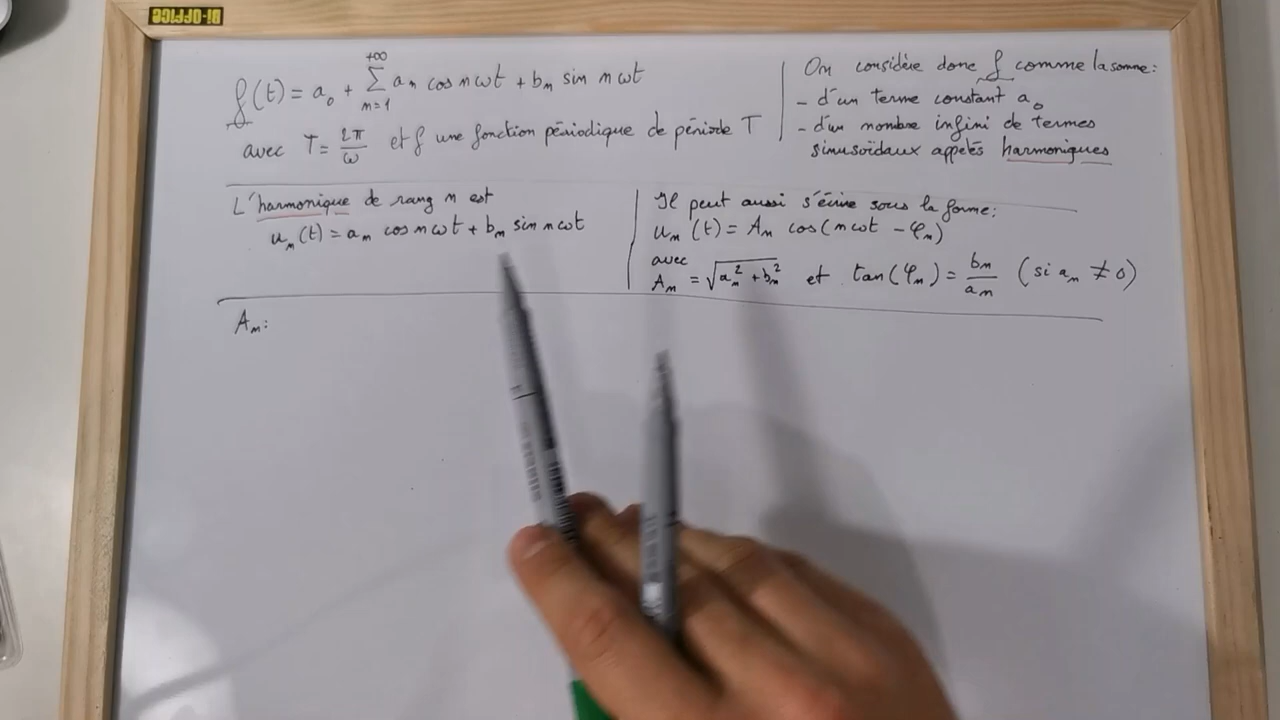 BI-OFFICE
f(t) = a₀ + Σ_{n=1}^{+∞} aₙ cos nωt + bₙ sin nωt
avec T = 2π/ω et f une fonction périodique de période T
On considère donc f comme la somme :
- d'un terme constant a₀
- d'un nombre infini de termes
sinusoïdaux appelés harmoniques
L'harmonique de rang n est
uₙ(t) = aₙ cos nωt + bₙ sin nωt
Il peut aussi s'écrire sous la forme :
uₙ(t) = Aₙ cos(nωt - φₙ)
avec
Aₙ = √(aₙ² + bₙ²) et tan(φₙ) = bₙ/aₙ (si aₙ ≠ 0)
Aₙ :